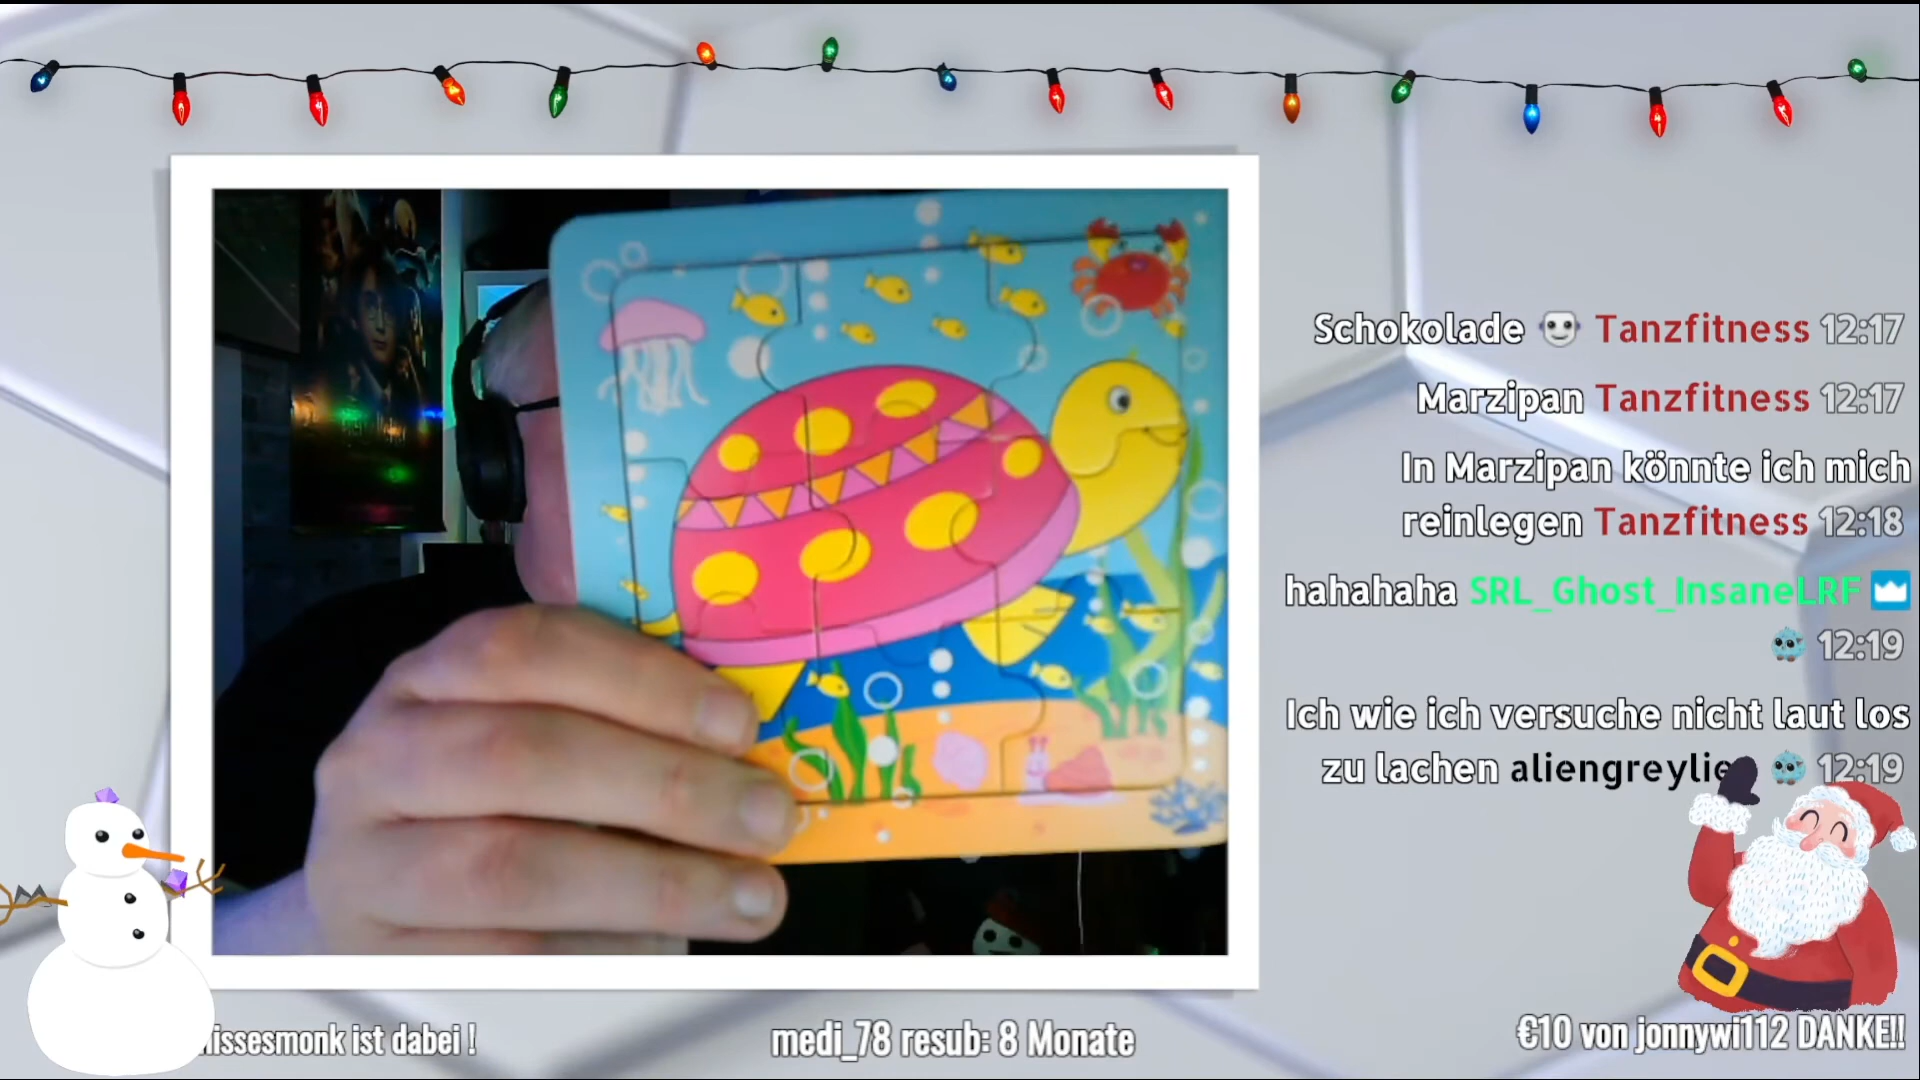 Schokolade Tanzfitness 12:17
Marzipan Tanzfitness 12:17
In Marzipan könnte ich mich
reinlegen Tanzfitness 12:18
hahahaha SRL_Ghost_InsaneLRF
12:19
Ich wie ich versuche nicht laut los
zu lachen aliengreylie 12:19
issesmonk ist dabei !
medi_78 resub: 8 Monate
€10 von jonnywi112 DANKE!!